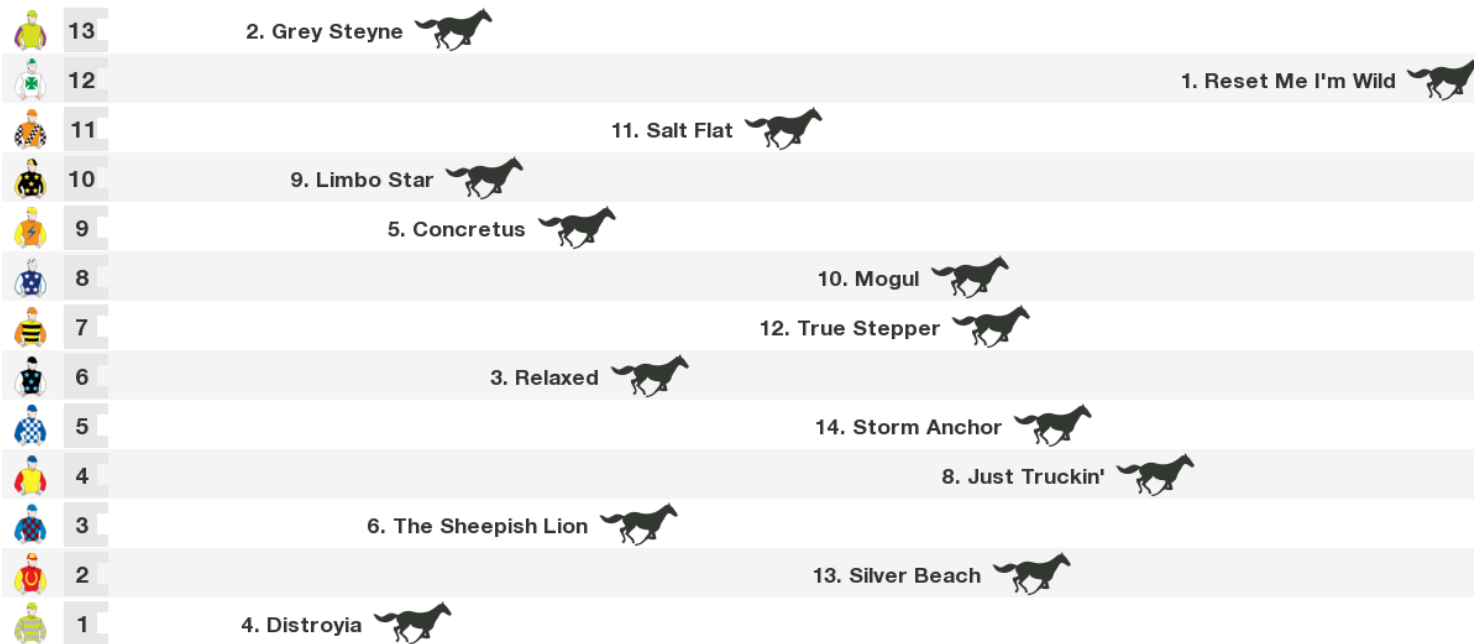 13 2. Grey Steyne
12 1. Reset Me I'm Wild
11 11. Salt Flat
10 9. Limbo Star
9 5. Concretus
8 10. Mogul
7 12. True Stepper
6 3. Relaxed
5 14. Storm Anchor
4 8. Just Truckin'
3 6. The Sheepish Lion
2 13. Silver Beach
1 4. Distroyia